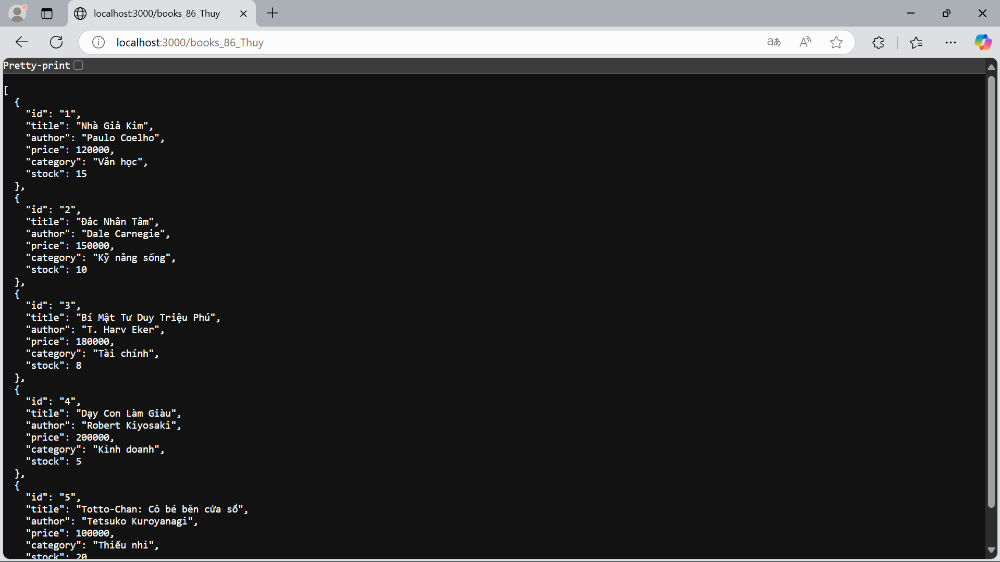 localhost:3000/books_86_Thuy
localhost:3000/books_86_Thuy
Pretty-print
[
  {
    "id": "1",
    "title": "Nhà Giả Kim",
    "author": "Paulo Coelho",
    "price": 120000,
    "category": "Văn học",
    "stock": 15
  },
  {
    "id": "2",
    "title": "Đắc Nhân Tâm",
    "author": "Dale Carnegie",
    "price": 150000,
    "category": "Kỹ năng sống",
    "stock": 10
  },
  {
    "id": "3",
    "title": "Bí Mật Tư Duy Triệu Phú",
    "author": "T. Harv Eker",
    "price": 180000,
    "category": "Tài chính",
    "stock": 8
  },
  {
    "id": "4",
    "title": "Dạy Con Làm Giàu",
    "author": "Robert Kiyosaki",
    "price": 200000,
    "category": "Kinh doanh",
    "stock": 5
  },
  {
    "id": "5",
    "title": "Totto-Chan: Cô bé bên cửa sổ",
    "author": "Tetsuko Kuroyanagi",
    "price": 100000,
    "category": "Thiếu nhi",
    "stock": 20